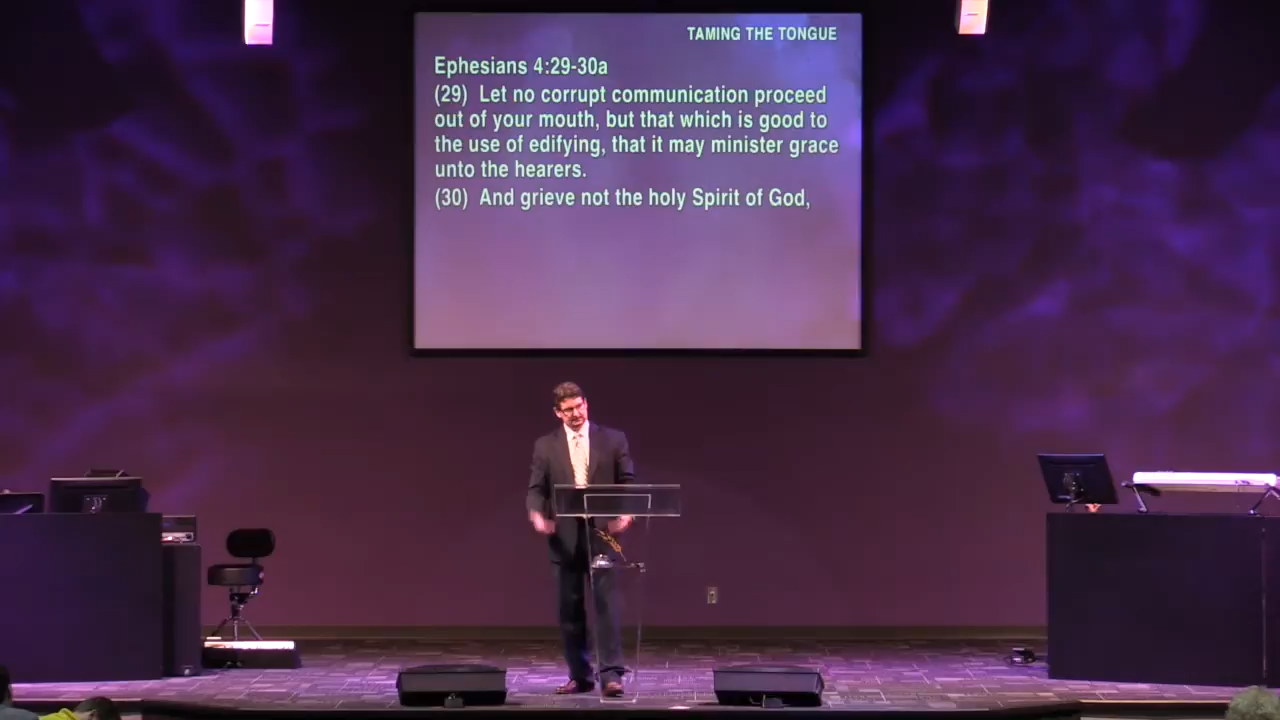 TAMING THE TONGUE
Ephesians 4:29-30a
(29) Let no corrupt communication proceed
out of your mouth, but that which is good to
the use of edifying, that it may minister grace
unto the hearers.
(30) And grieve not the holy Spirit of God,